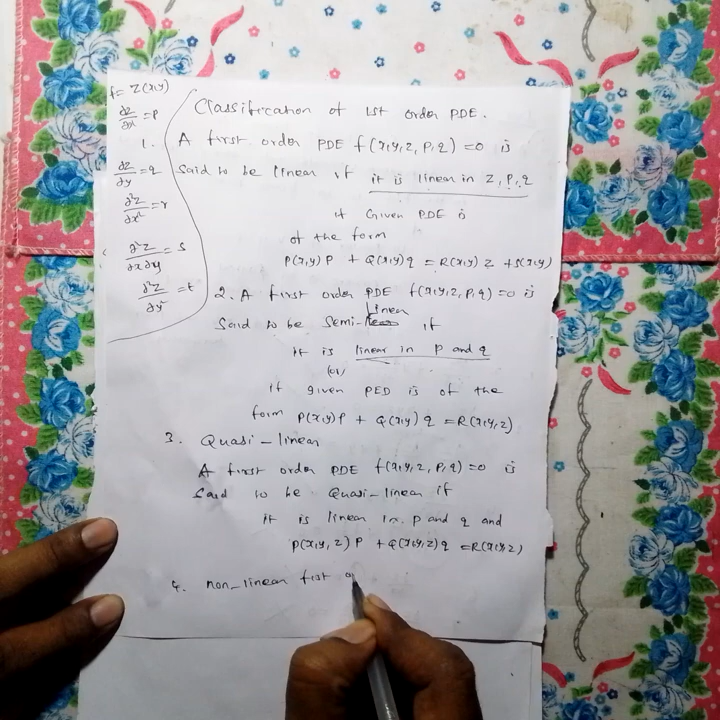 f= Z(x,y)
∂z/∂x =p
∂z/∂y =q
∂²z/∂x² =r
∂²z/∂x∂y = s
∂²z/∂y² =t
Classification of 1st order PDE.
1. A first order PDE f(x,y,z,p,q)=0 is
Said to be linear if it is linear in z,p,q
if Given PDE is
of the form
P(x,y)p + Q(x,y)q = R(x,y)z +S(x,y)
2. A first order PDE f(x,y,z,p,q)=0 is
Said to be Semi-linear if
it is linear in p and q
(or)
if given PED is of the
form P(x,y)p + Q(x,y)q =R(x,y,z)
3. Quasi-linear
A first order PDE f(x,y,z,p,q)=0 is
Said to be Quasi-linear if
it is linear in p and q and
P(x,y,z)p +Q(x,y,z)q =R(x,y,z)
4. non-linear fist